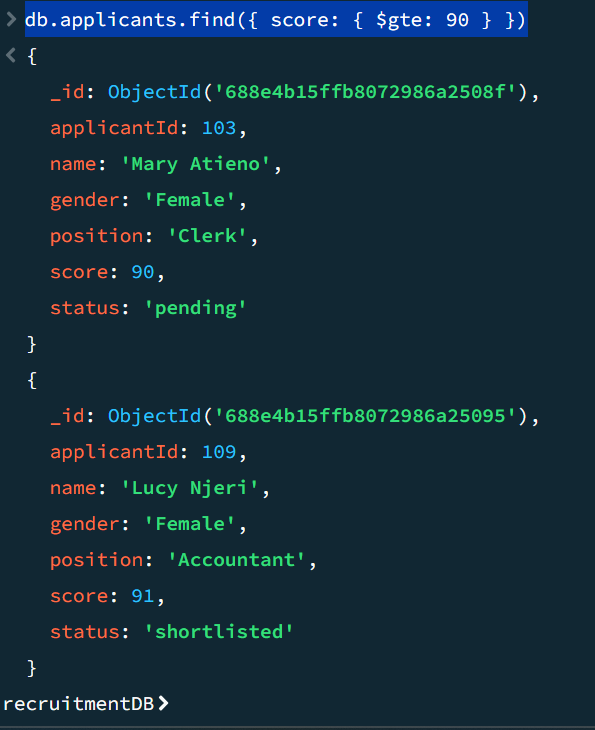 > db.applicants.find({ score: { $gte: 90 } })
< {
_id: ObjectId('688e4b15ffb8072986a2508f'),
applicantId: 103,
name: 'Mary Atieno',
gender: 'Female',
position: 'Clerk',
score: 90,
status: 'pending'
}
{
_id: ObjectId('688e4b15ffb8072986a25095'),
applicantId: 109,
name: 'Lucy Njeri',
gender: 'Female',
position: 'Accountant',
score: 91,
status: 'shortlisted'
}
recruitmentDB>